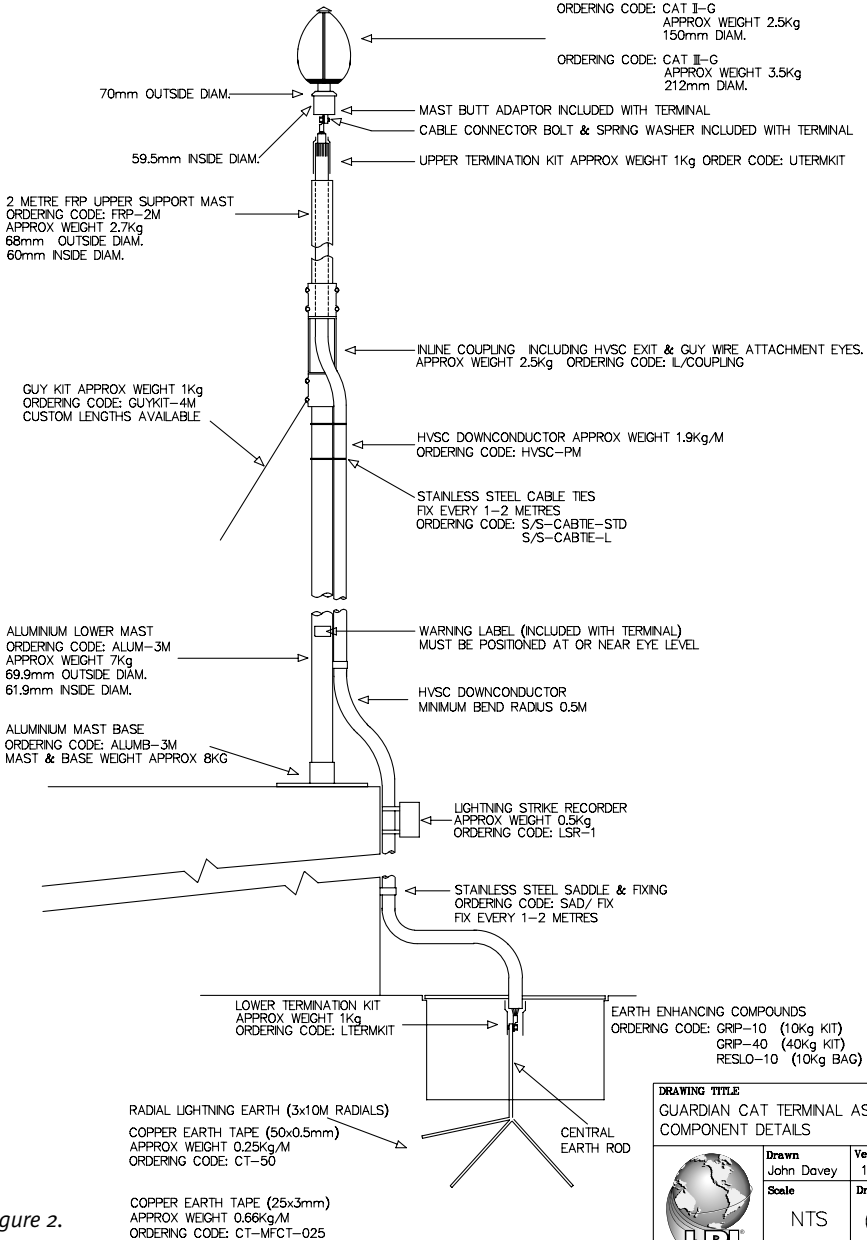 ORDERING CODE: CAT II-G
APPROX WEIGHT 2.5Kg
150mm DIAM.
ORDERING CODE: CAT III-G
APPROX WEIGHT 3.5Kg
212mm DIAM.
70mm OUTSIDE DIAM.
MAST BUTT ADAPTOR INCLUDED WITH TERMINAL
CABLE CONNECTOR BOLT & SPRING WASHER INCLUDED WITH TERMINAL
59.5mm INSIDE DIAM.
UPPER TERMINATION KIT APPROX WEIGHT 1Kg ORDER CODE: UTERMKIT
2 METRE FRP UPPER SUPPORT MAST
ORDERING CODE: FRP-2M
APPROX WEIGHT 2.7Kg
68mm OUTSIDE DIAM.
60mm INSIDE DIAM.
INLINE COUPLING INCLUDING HVSC EXIT & GUY WIRE ATTACHMENT EYES.
APPROX WEIGHT 2.5Kg ORDERING CODE: IL/COUPLING
GUY KIT APPROX WEIGHT 1Kg
ORDERING CODE: GUYKIT-4M
CUSTOM LENGTHS AVAILABLE
HVSC DOWNCONDUCTOR APPROX WEIGHT 1.9Kg/M
ORDERING CODE: HVSC-PM
STAINLESS STEEL CABLE TIES
FIX EVERY 1-2 METRES
ORDERING CODE: S/S-CABTIE-STD
S/S-CABTIE-L
ALUMINIUM LOWER MAST
ORDERING CODE: ALUM-3M
APPROX WEIGHT 7Kg
69.9mm OUTSIDE DIAM.
61.9mm INSIDE DIAM.
WARNING LABEL (INCLUDED WITH TERMINAL)
MUST BE POSITIONED AT OR NEAR EYE LEVEL
HVSC DOWNCONDUCTOR
MINIMUM BEND RADIUS 0.5M
ALUMINIUM MAST BASE
ORDERING CODE: ALUMB-3M
MAST & BASE WEIGHT APPROX 8KG
LIGHTNING STRIKE RECORDER
APPROX WEIGHT 0.5Kg
ORDERING CODE: LSR-1
STAINLESS STEEL SADDLE & FIXING
ORDERING CODE: SAD/ FIX
FIX EVERY 1-2 METRES
LOWER TERMINATION KIT
APPROX WEIGHT 1Kg
ORDERING CODE: LTERMKIT
EARTH ENHANCING COMPOUNDS
ORDERING CODE: GRIP-10 (10Kg KIT)
GRIP-40 (40Kg KIT)
RESLO-10 (10Kg BAG)
RADIAL LIGHTNING EARTH (3x10M RADIALS)
COPPER EARTH TAPE (50x0.5mm)
APPROX WEIGHT 0.25Kg/M
ORDERING CODE: CT-50
CENTRAL
EARTH ROD
COPPER EARTH TAPE (25x3mm)
APPROX WEIGHT 0.66Kg/M
ORDERING CODE: CT-MFCT-025
gure 2.
DRAWING TITLE
GUARDIAN CAT TERMINAL AS
COMPONENT DETAILS
Drawn
John Davey
Ve
1
Scale
NTS
Dr
LPI